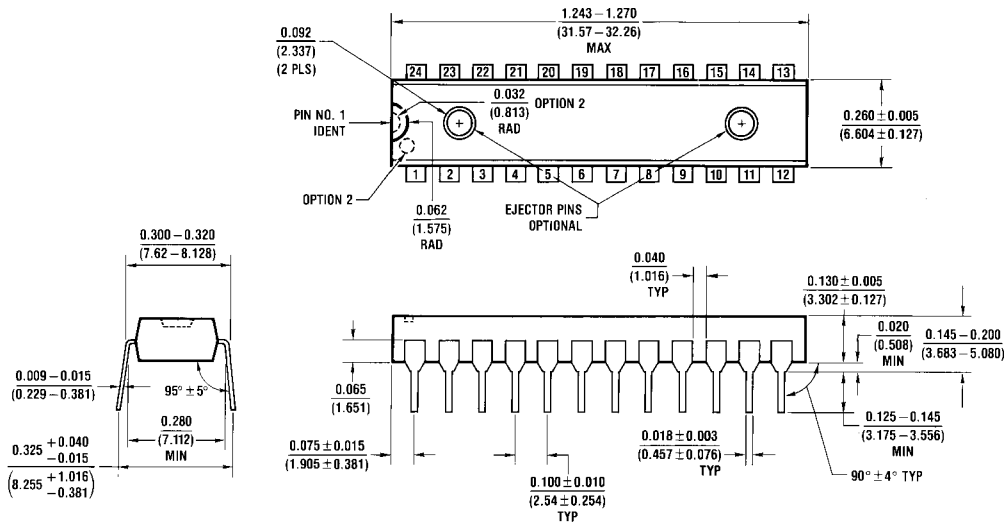 1.243 – 1.270
(31.57 – 32.26)
MAX
0.092
(2.337)
(2 PLS)
24 23 22 21 20 19 18 17 16 15 14 13
0.032
(0.813)
RAD
OPTION 2
PIN NO. 1
IDENT
0.260 ± 0.005
(6.604 ± 0.127)
1 2 3 4 5 6 7 8 9 10 11 12
OPTION 2
0.062
(1.575)
RAD
EJECTOR PINS
OPTIONAL
0.300 – 0.320
(7.62 – 8.128)
0.040
(1.016)
TYP
0.130 ± 0.005
(3.302 ± 0.127)
0.020
(0.508)
MIN
0.145 – 0.200
(3.683 – 5.080)
0.009 – 0.015
(0.229 – 0.381)
95° ± 5°
0.280
(7.112)
MIN
0.325 +0.040
–0.015
(8.255 +1.016
–0.381)
0.065
(1.651)
0.075 ± 0.015
(1.905 ± 0.381)
0.100 ± 0.010
(2.54 ± 0.254)
TYP
0.018 ± 0.003
(0.457 ± 0.076)
TYP
0.125 – 0.145
(3.175 – 3.556)
MIN
90° ± 4° TYP